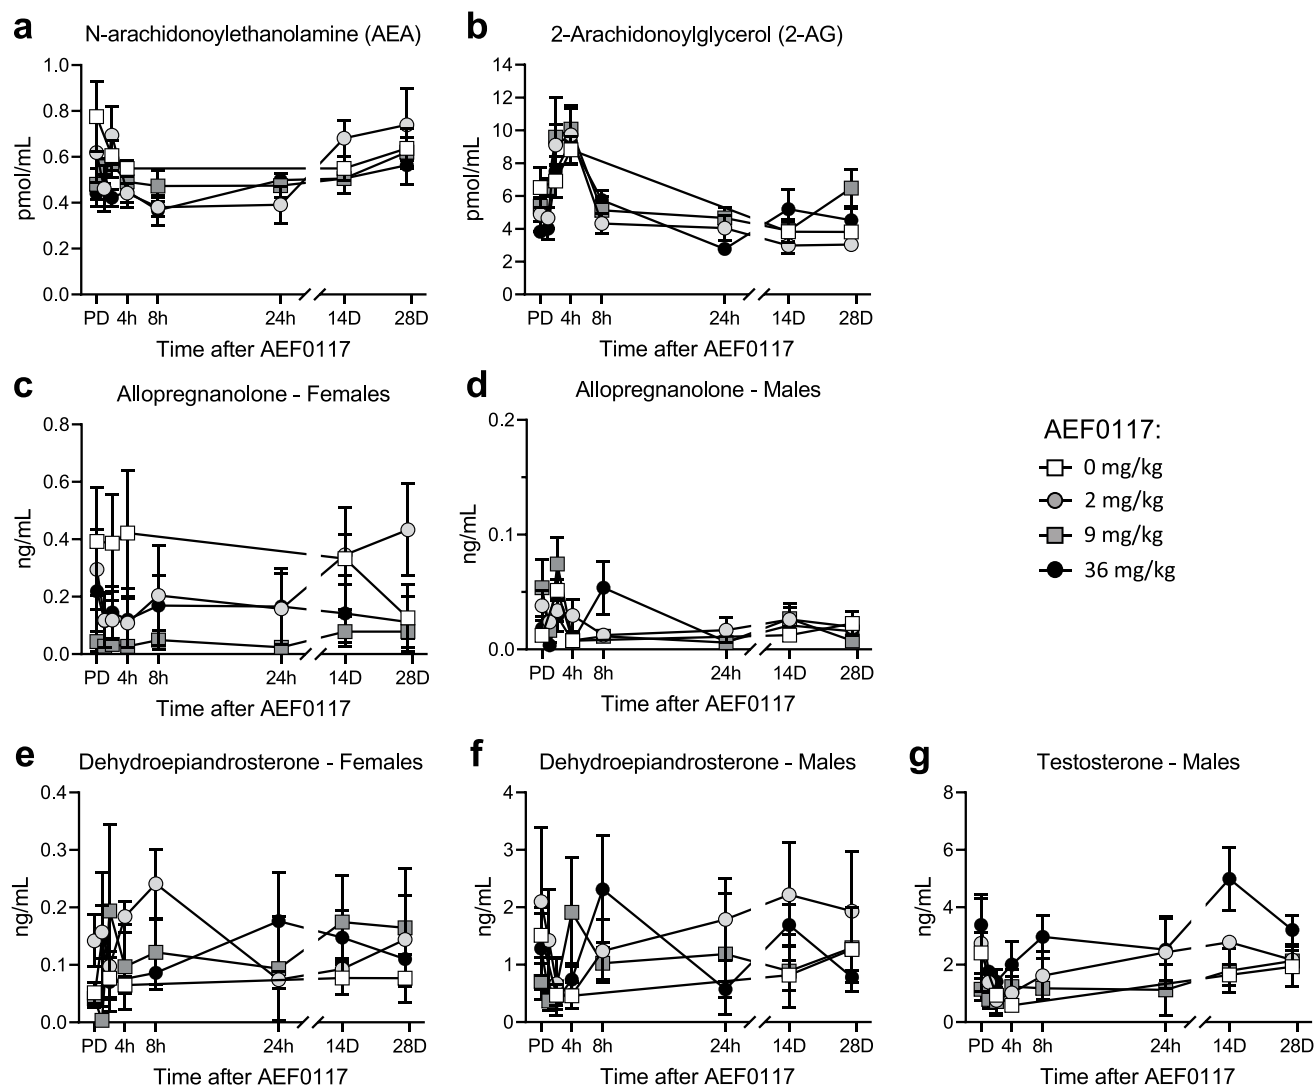 a
N-arachidonoylethanolamine (AEA)
pmol/mL
1.0
0.8
0.6
0.4
0.2
0.0
PD 4h 8h 24h 14D 28D
Time after AEF0117
b
2-Arachidonoylglycerol (2-AG)
pmol/mL
14
12
10
8
6
4
2
0
PD 4h 8h 24h 14D 28D
Time after AEF0117
c
Allopregnanolone - Females
ng/mL
0.8
0.6
0.4
0.2
0.0
PD 4h 8h 24h 14D 28D
Time after AEF0117
d
Allopregnanolone - Males
ng/mL
0.2
0.1
0.0
PD 4h 8h 24h 14D 28D
Time after AEF0117
AEF0117:
0 mg/kg
2 mg/kg
9 mg/kg
36 mg/kg
e
Dehydroepiandrosterone - Females
ng/mL
0.4
0.3
0.2
0.1
0.0
PD 4h 8h 24h 14D 28D
Time after AEF0117
f
Dehydroepiandrosterone - Males
ng/mL
4
3
2
1
0
PD 4h 8h 24h 14D 28D
Time after AEF0117
g
Testosterone - Males
ng/mL
8
6
4
2
0
PD 4h 8h 24h 14D 28D
Time after AEF0117